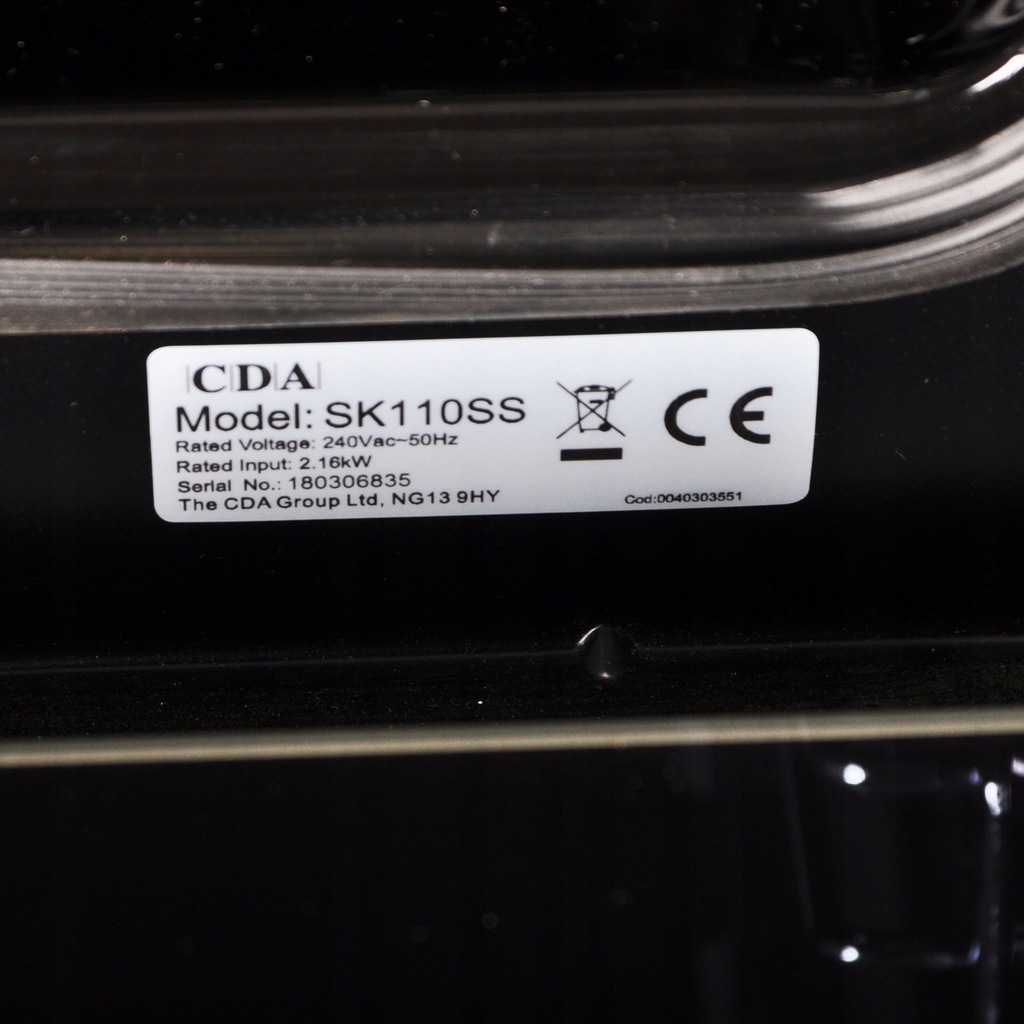 CDA
Model: SK110SS
Rated Voltage: 240Vac~50Hz
Rated Input: 2.16kW
Serial No.: 180306835
The CDA Group Ltd, NG13 9HY
CE
Cod:0040303551